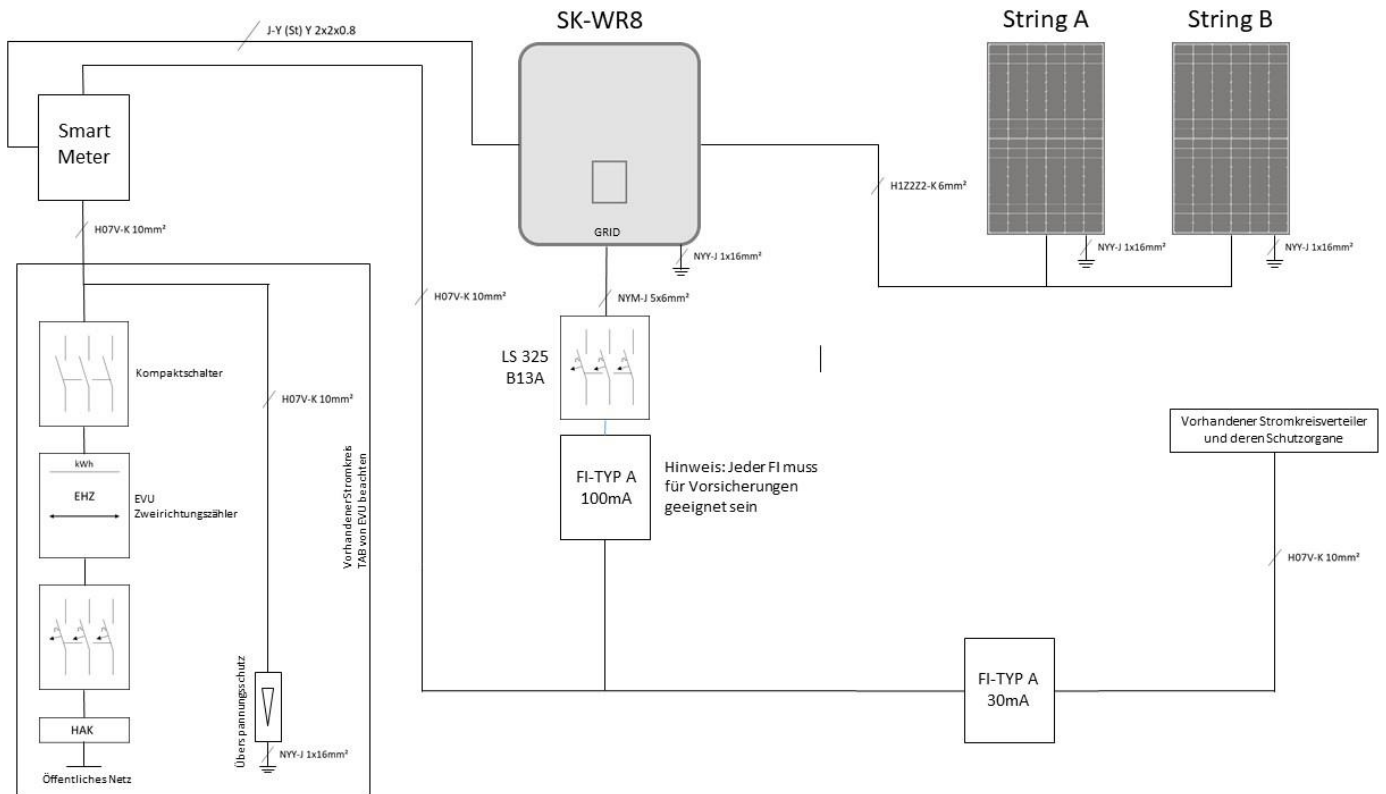 SK-WR8
String A
String B
J-Y (St) Y 2x2x0.8
Smart
Meter
H1Z2Z2-K 6mm²
GRID
H07V-K 10mm²
NYY-J 1x16mm²
NYY-J 1x16mm²
NYY-J 1x16mm²
H07V-K 10mm²
NYM-J 5x6mm²
LS 325
B13A
Kompaktschalter
H07V-K 10mm²
Vorhandener Stromkreisverteiler
und deren Schutzorgane
kWh
EHZ
EVU
Zweirichtungszähler
Vorhandener Stromkreis
TAB von EVU beachten
FI-TYP A
100mA
Hinweis: Jeder FI muss
für Vorsicherungen
geeignet sein
H07V-K 10mm²
FI-TYP A
30mA
Überspannungsschutz
HAK
NYY-J 1x16mm²
Öffentliches Netz